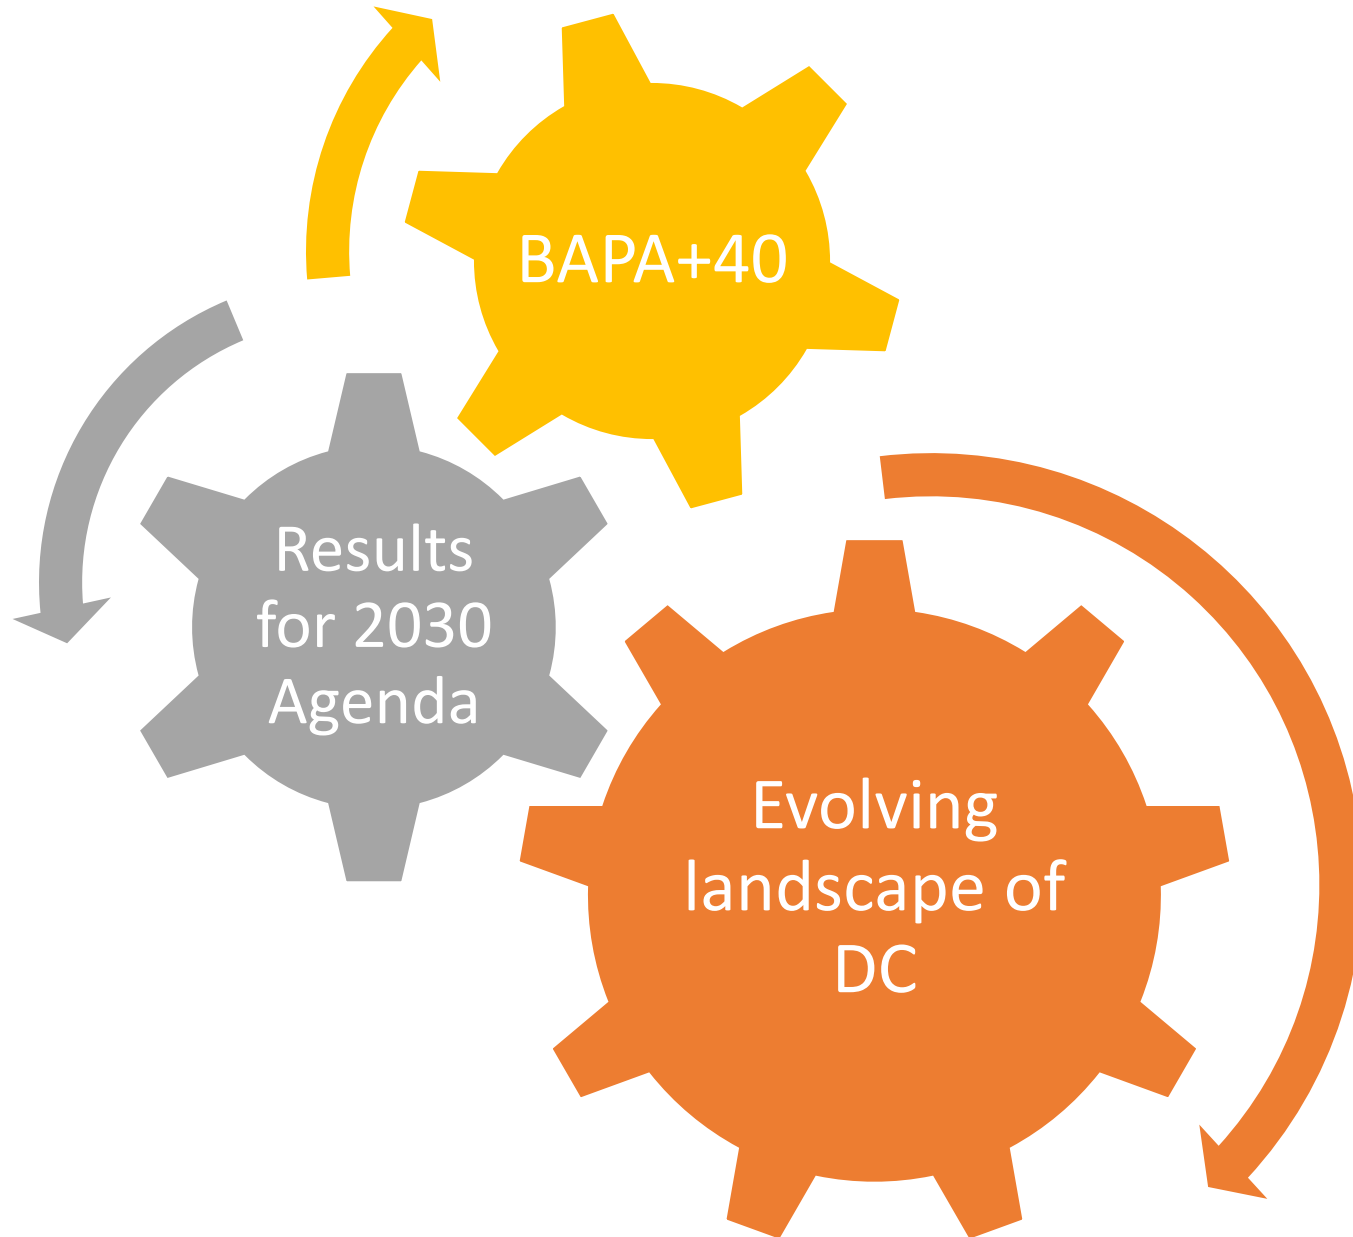 BAPA+40
Results
for 2030
Agenda
Evolving
landscape of
DC